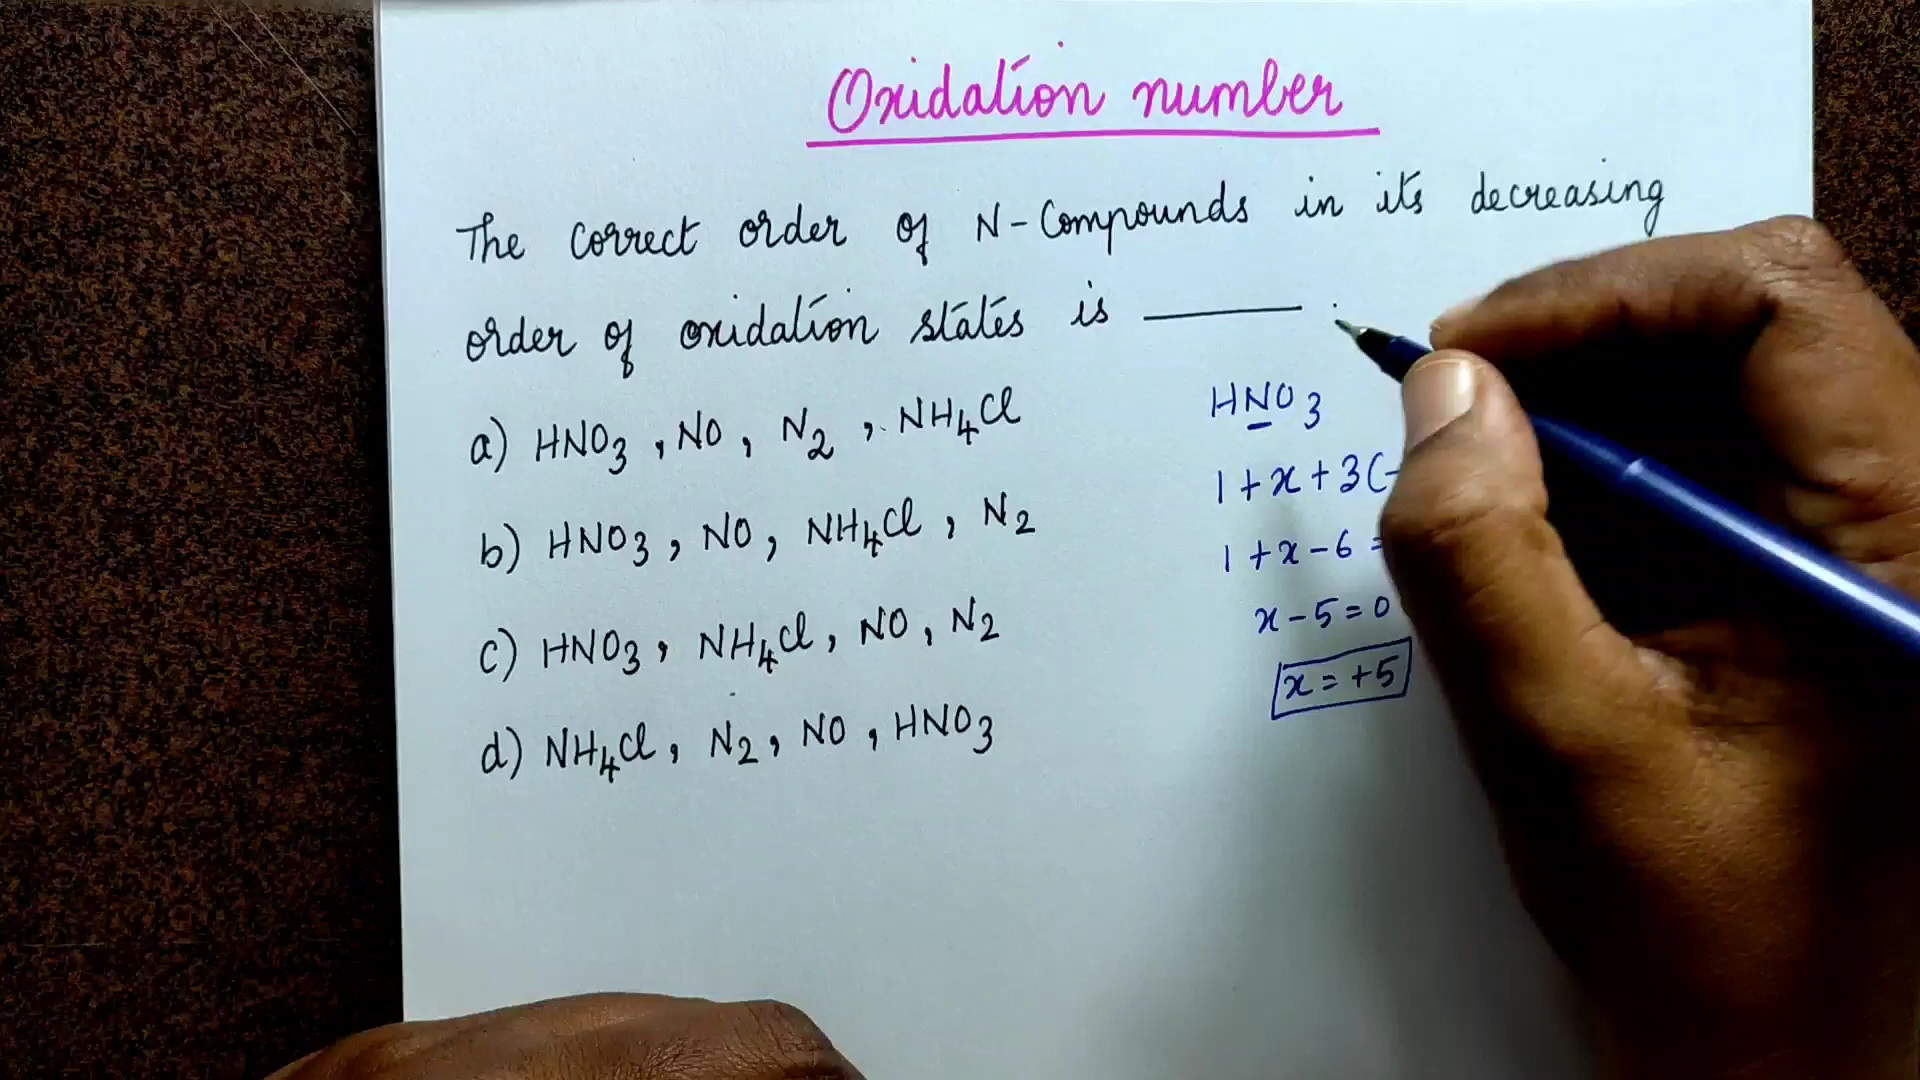 Oxidation number
The correct order of N-Compounds in its decreasing
order of oxidation states is ______ .
a) HNO3 , NO , N2 , NH4Cl
b) HNO3 , NO , NH4Cl , N2
c) HNO3 , NH4Cl , NO , N2
d) NH4Cl , N2 , NO , HNO3
HNO3
1 + x + 3(-
1 + x - 6 =
x - 5 = 0
x = +5